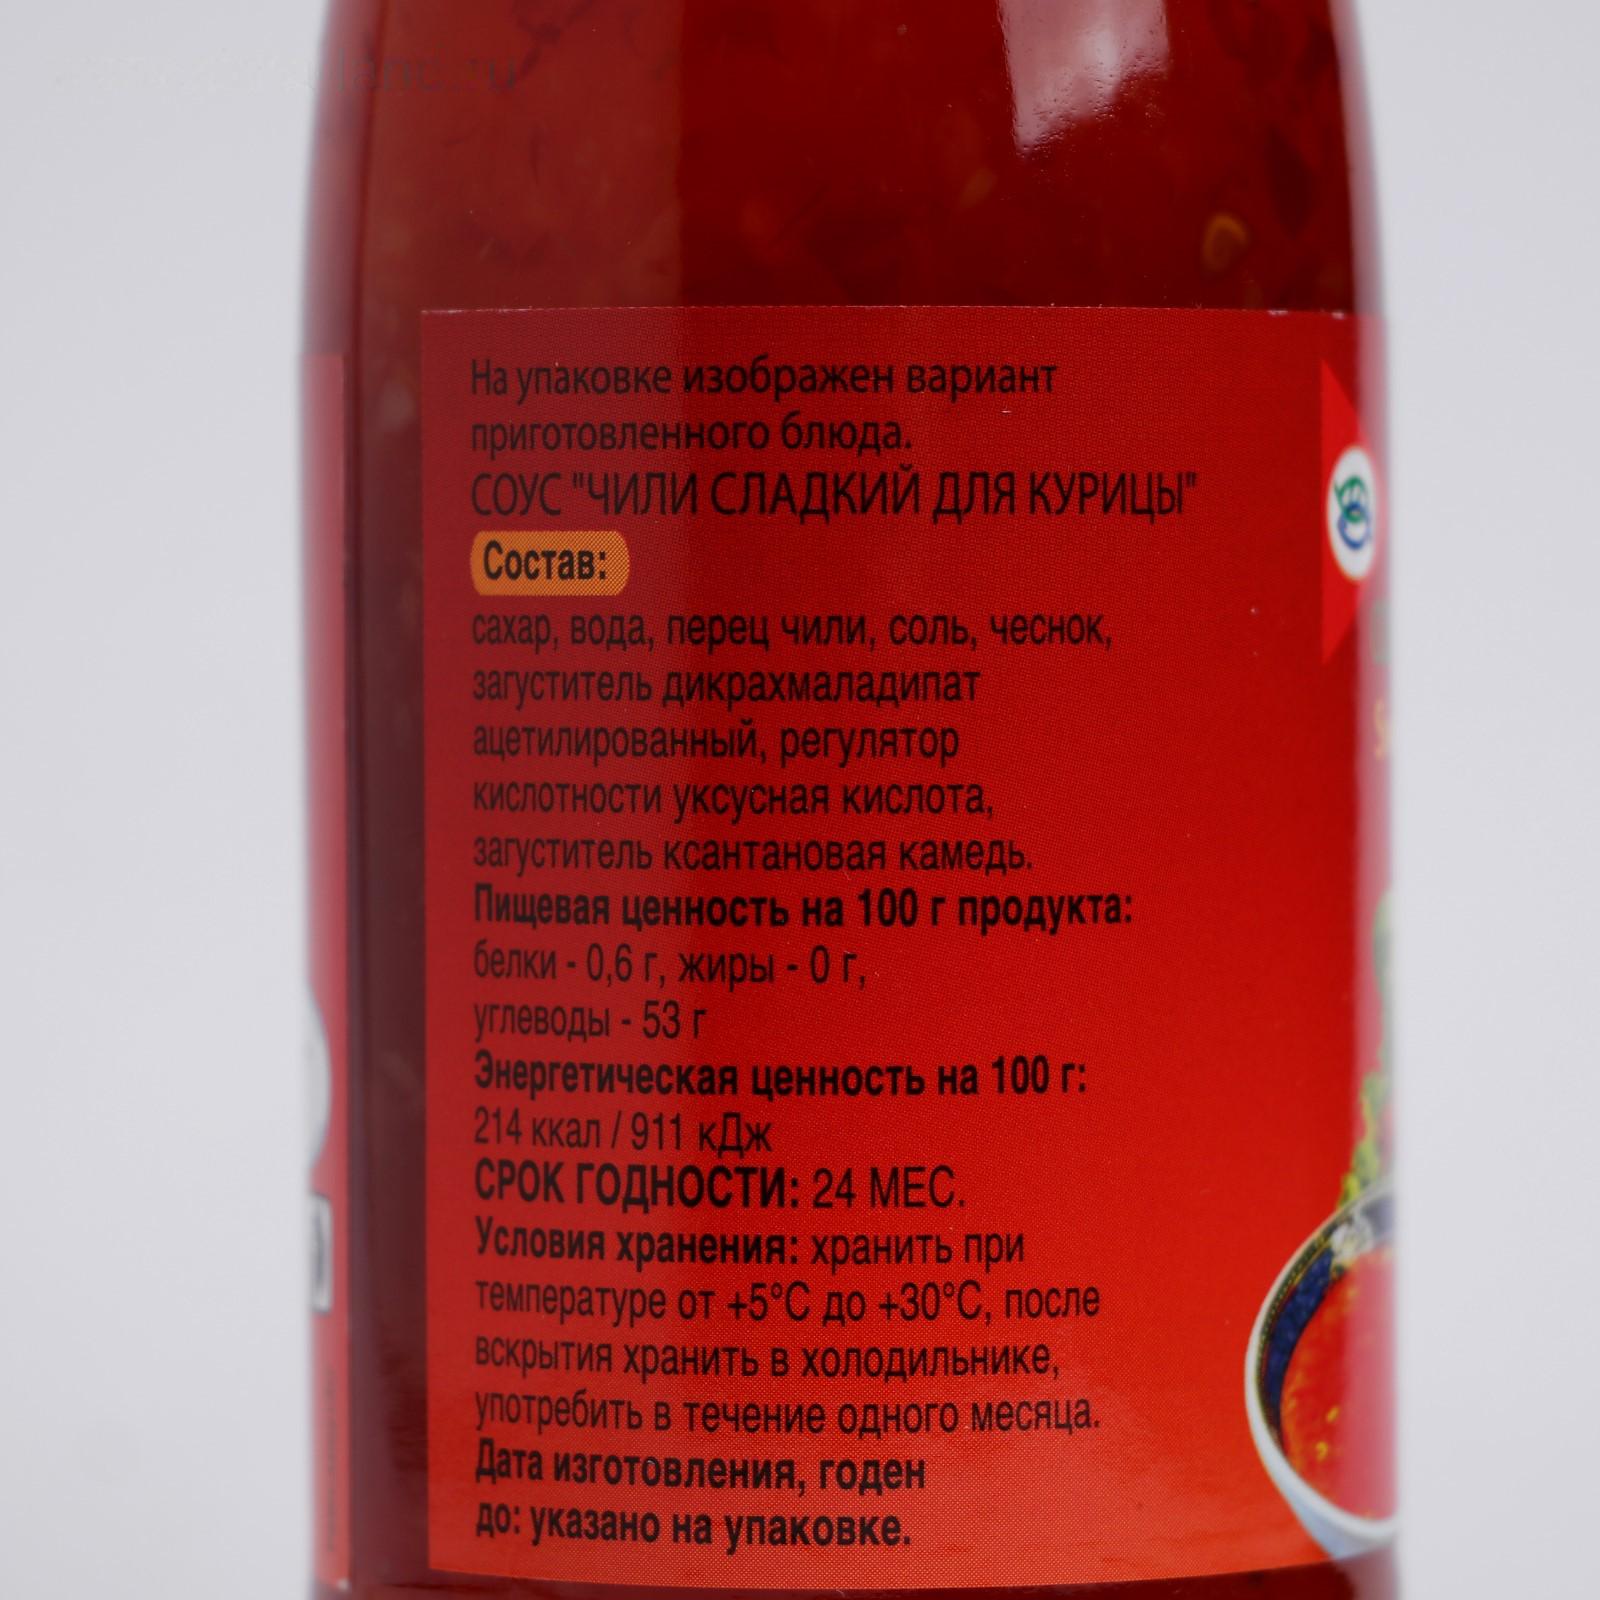 На упаковке изображен вариант
приготовленного блюда.
СОУС "ЧИЛИ СЛАДКИЙ ДЛЯ КУРИЦЫ"
Состав:
сахар, вода, перец чили, соль, чеснок,
загуститель дикрахмаладипат
ацетилированный, регулятор
кислотности уксусная кислота,
загуститель ксантановая камедь.
Пищевая ценность на 100 г продукта:
белки - 0,6 г, жиры - 0 г,
углеводы - 53 г
Энергетическая ценность на 100 г:
214 ккал / 911 кДж
СРОК ГОДНОСТИ: 24 МЕС.
Условия хранения: хранить при
температуре от +5°С до +30°С, после
вскрытия хранить в холодильнике,
употребить в течение одного месяца.
Дата изготовления, годен
до: указано на упаковке.